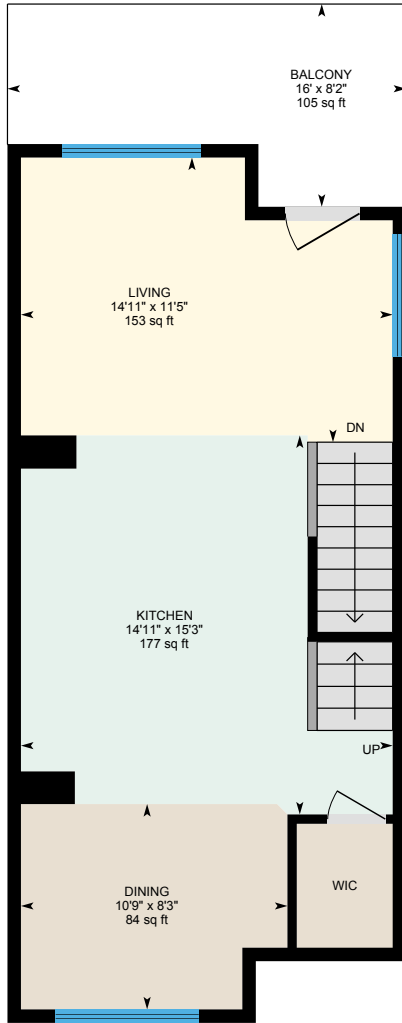 BALCONY
16' x 8'2"
105 sq ft
LIVING
14'11" x 11'5"
153 sq ft
DN
KITCHEN
14'11" x 15'3"
177 sq ft
UP
DINING
10'9" x 8'3"
84 sq ft
WIC